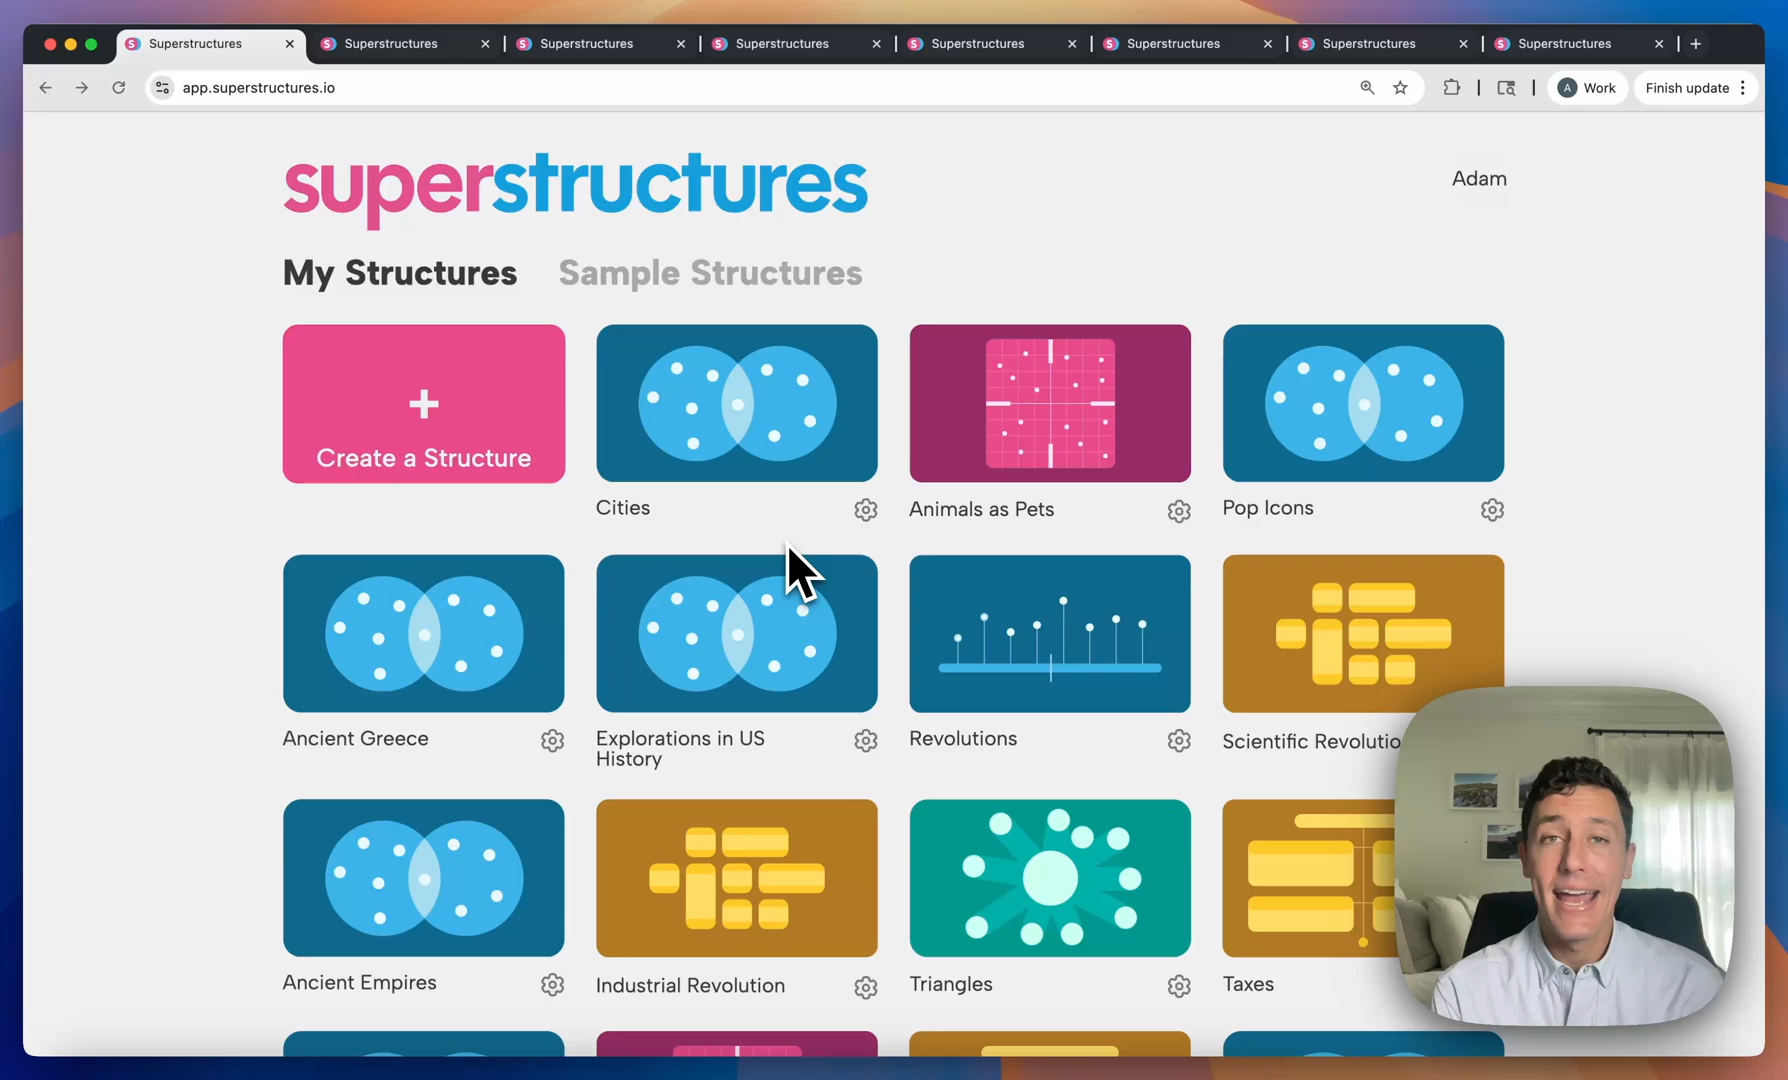 Superstructures
Superstructures
Superstructures
Superstructures
Superstructures
Superstructures
Superstructures
Superstructures
app.superstructures.io
A Work
Finish update
superstructures
Adam
My Structures
Sample Structures
+
Create a Structure
Cities
Animals as Pets
Pop Icons
Ancient Greece
Explorations in US
History
Revolutions
Scientific Revolutio
Ancient Empires
Industrial Revolution
Triangles
Taxes